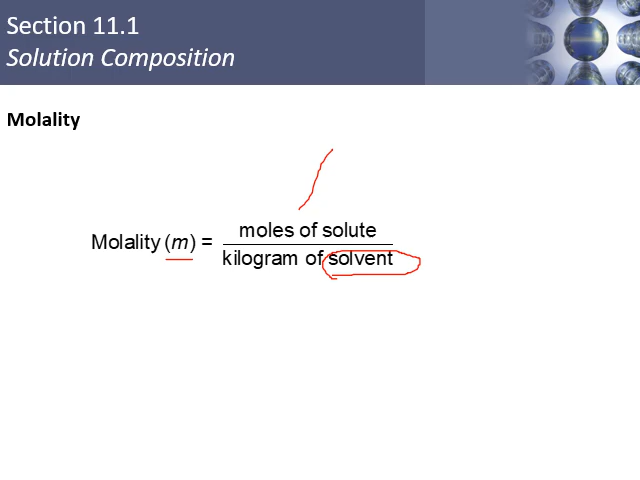 Section 11.1
Solution Composition
Molality
Molality (m) = moles of solute
kilogram of solvent